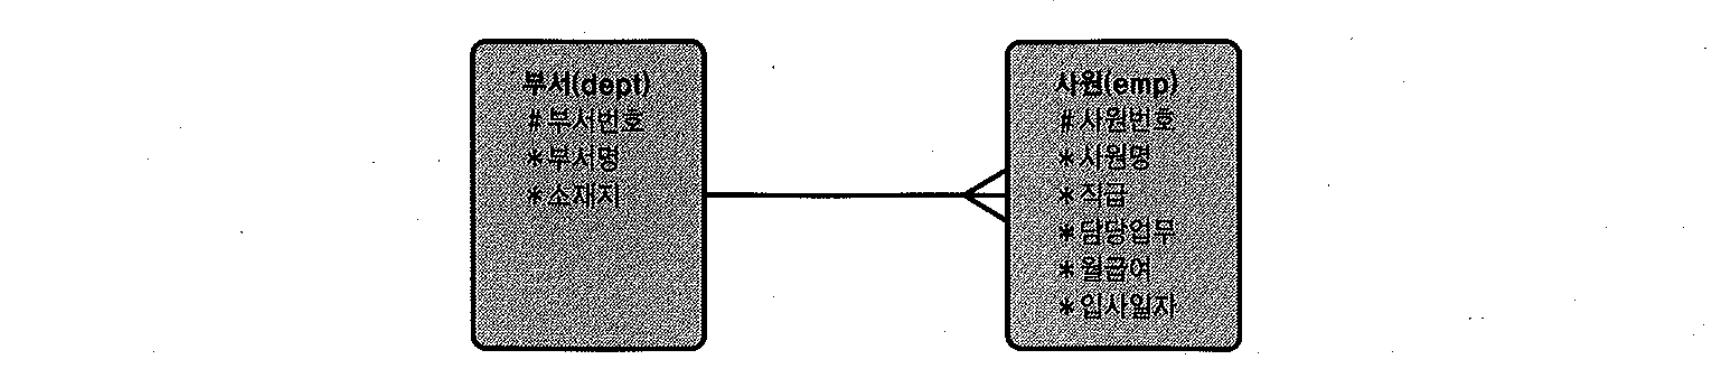 부서(dept)
#부서번호
*부서명
*소재지
사원(emp)
#사원번호
*사원명
*직급
*담당업무
*월급여
*입사일자